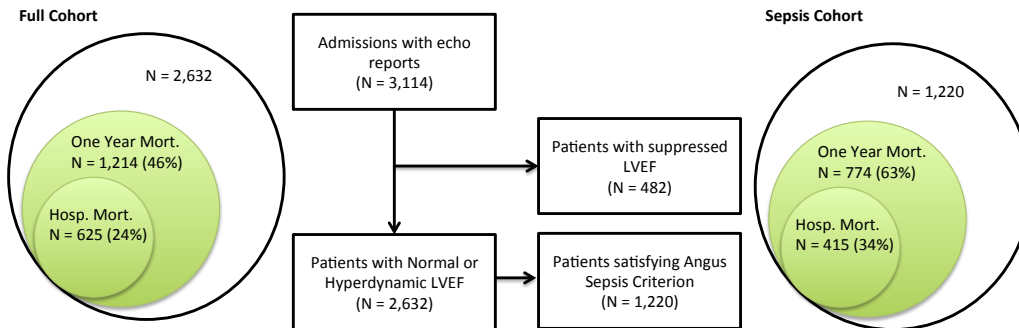 Full Cohort
N = 2,632
One Year Mort.
N = 1,214 (46%)
Hosp. Mort.
N = 625 (24%)
Admissions with echo
reports
(N = 3,114)
Patients with suppressed
LVEF
(N = 482)
Patients with Normal or
Hyperdynamic LVEF
(N = 2,632)
Patients satisfying Angus
Sepsis Criterion
(N = 1,220)
Sepsis Cohort
N = 1,220
One Year Mort.
N = 774 (63%)
Hosp. Mort.
N = 415 (34%)